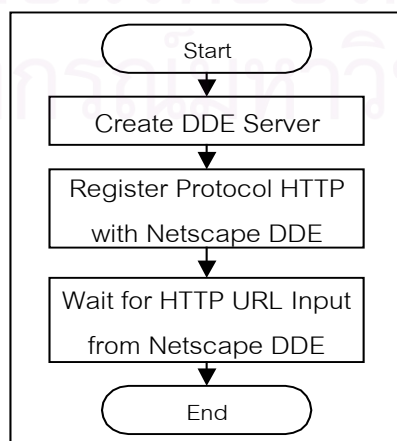 Start
Create DDE Server
Register Protocol HTTP
with Netscape DDE
Wait for HTTP URL Input
from Netscape DDE
End